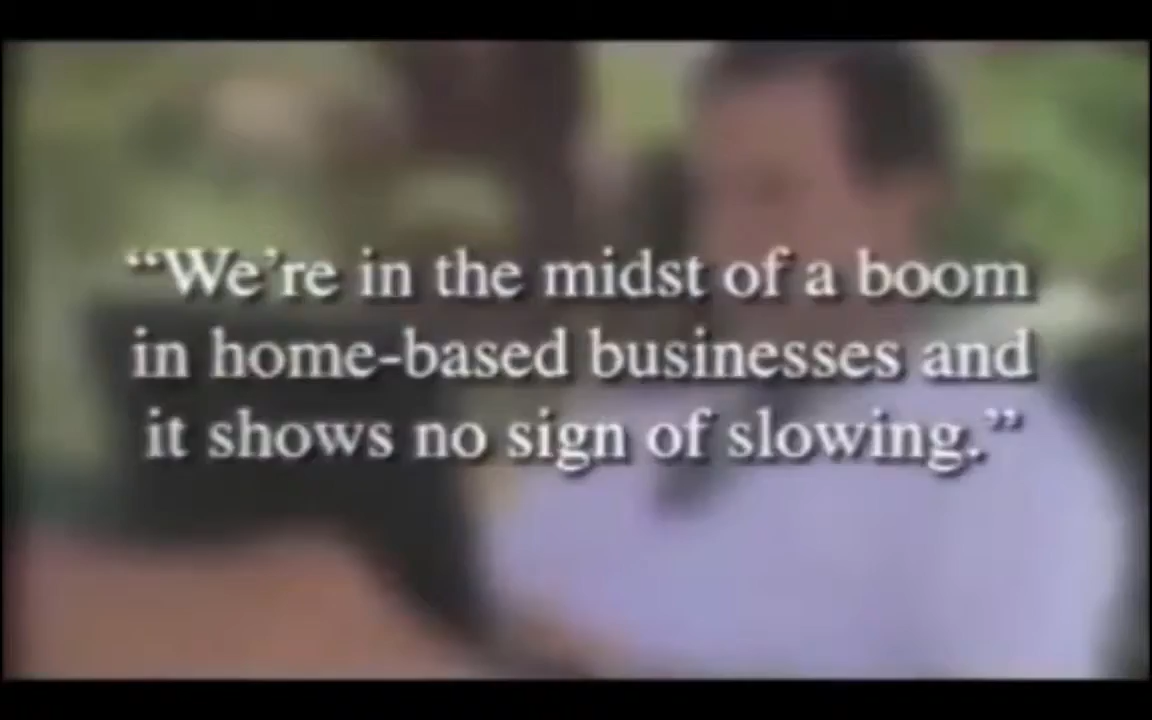 “We’re in the midst of a boom
in home-based businesses and
it shows no sign of slowing.”